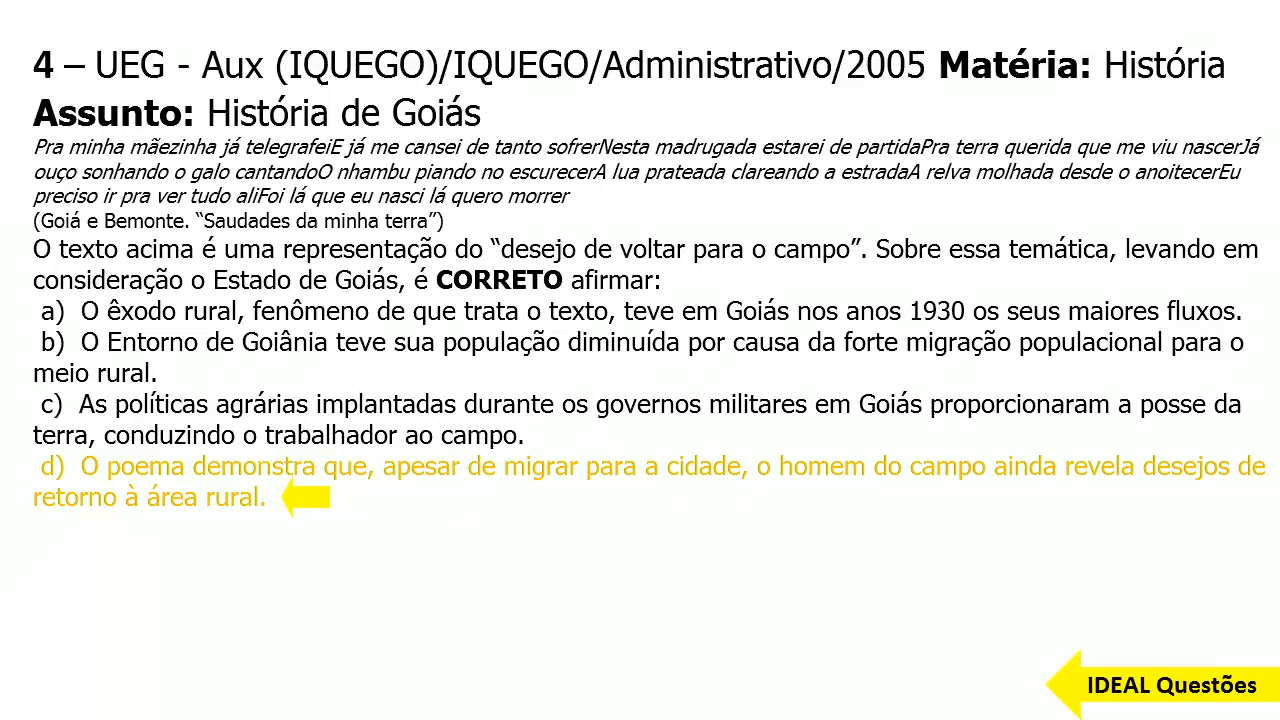 4 – UEG - Aux (IQUEGO)/IQUEGO/Administrativo/2005 Matéria: História
Assunto: História de Goiás
Pra minha mãezinha já telegrafeiE já me cansei de tanto sofrerNesta madrugada estarei de partidaPra terra querida que me viu nascerJá
ouço sonhando o galo cantandoO nhambu piando no escurecerA lua prateada clareando a estradaA relva molhada desde o anoitecerEu
preciso ir pra ver tudo aliFoi lá que eu nasci lá quero morrer
(Goiá e Bemonte. “Saudades da minha terra”)
O texto acima é uma representação do “desejo de voltar para o campo”. Sobre essa temática, levando em
consideração o Estado de Goiás, é CORRETO afirmar:
a) O êxodo rural, fenômeno de que trata o texto, teve em Goiás nos anos 1930 os seus maiores fluxos.
b) O Entorno de Goiânia teve sua população diminuída por causa da forte migração populacional para o
meio rural.
c) As políticas agrárias implantadas durante os governos militares em Goiás proporcionaram a posse da
terra, conduzindo o trabalhador ao campo.
d) O poema demonstra que, apesar de migrar para a cidade, o homem do campo ainda revela desejos de
retorno à área rural.
IDEAL Questões